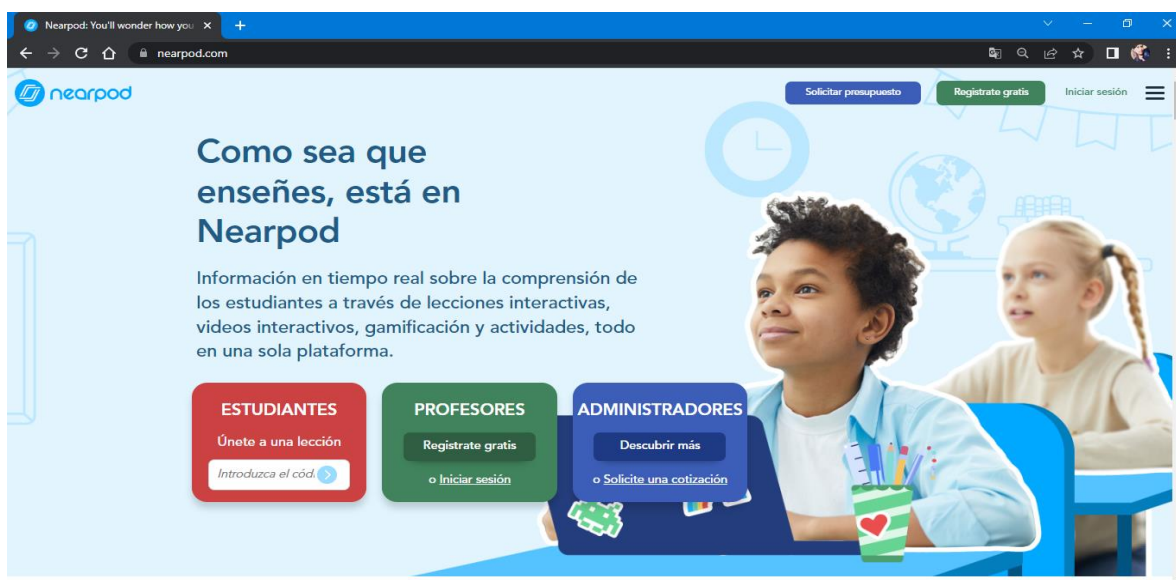 Nearpod: You'll wonder how you
nearpod.com
nearpod
Solicitar presupuesto
Registrate gratis
Iniciar sesión
Como sea que
enseñes, está en
Nearpod
Información en tiempo real sobre la comprensión de
los estudiantes a través de lecciones interactivas,
videos interactivos, gamificación y actividades, todo
en una sola plataforma.
ESTUDIANTES
Únete a una lección
Introduzca el cód.
PROFESORES
Registrate gratis
o Iniciar sesión
ADMINISTRADORES
Descubrir más
o Solicite una cotización